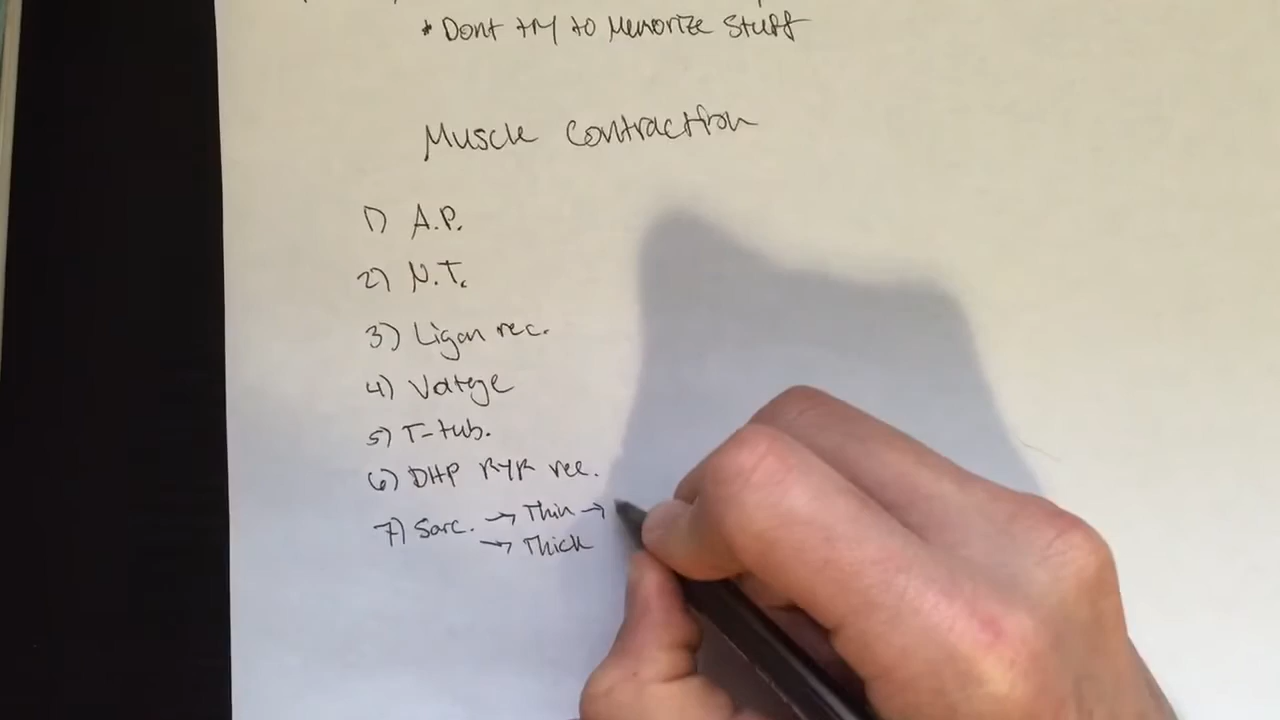 * Dont try to Memorize Stuff
Muscle Contraction
1) A.P.
2) N.T.
3) Ligan rec.
4) Voltege
5) T-tub.
6) DHP RYR rec.
7) Sarc. → Thin →
→ Thick